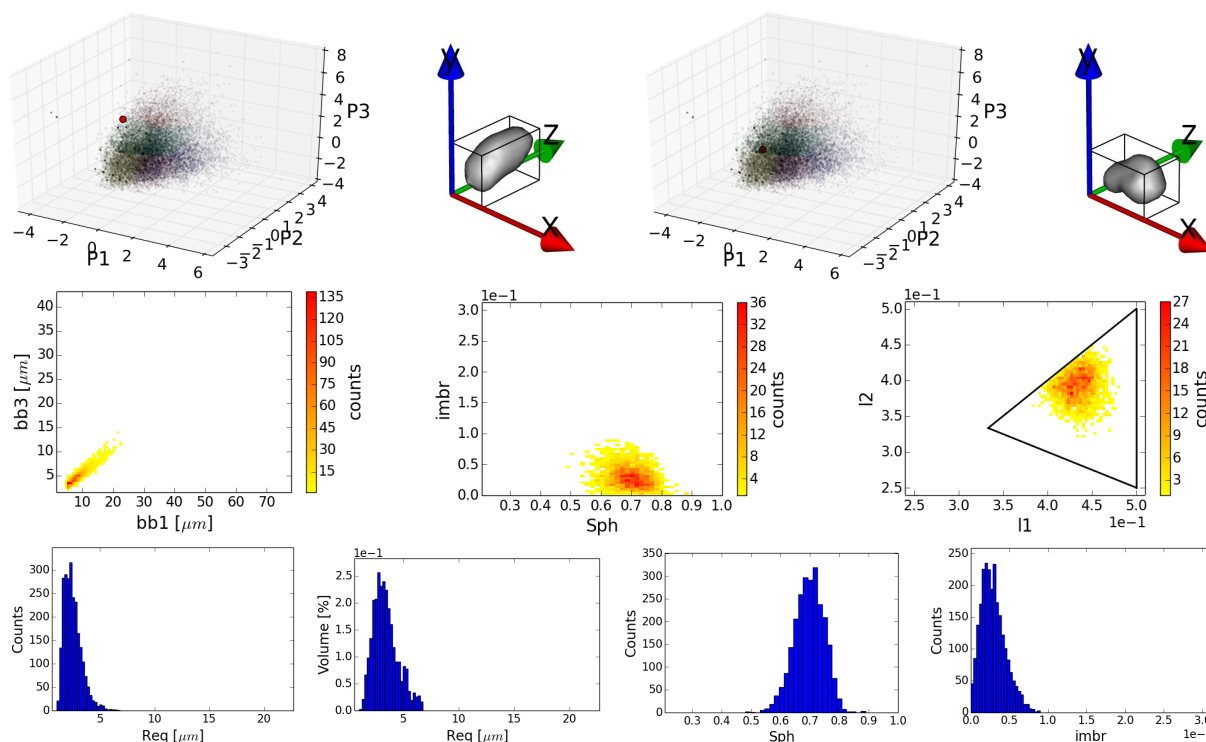 8
6
4
2
0
−2
−4
P3
−4 −2 0 2 4 6
P1
−3 −2 −1 0 1 2 3 4
P2
Y
Z
X
8
6
4
2
0
−2
−4
P3
−4 −2 0 2 4 6
P1
−3 −2 −1 0 1 2 3 4
P2
Y
Z
X
40
35
30
25
20
15
10
5
bb3 [μm]
10 20 30 40 50 60 70
bb1 [μm]
135
120
105
90
75
60
45
30
15
counts
1e−1
3.0
2.5
2.0
1.5
1.0
0.5
0.0
imbr
0.3 0.4 0.5 0.6 0.7 0.8 0.9 1.0
Sph
36
32
28
24
20
16
12
8
4
counts
1e−1
5.0
4.5
4.0
3.5
3.0
2.5
l2
2.5 3.0 3.5 4.0 4.5 5.0
1e−1
l1
27
24
21
18
15
12
9
6
3
counts
300
250
200
150
100
50
0
Counts
5 10 15 20
Req [μm]
1e−1
2.5
2.0
1.5
1.0
0.5
0.0
Volume [%]
5 10 15 20
Req [μm]
350
300
250
200
150
100
50
0
Counts
0.3 0.4 0.5 0.6 0.7 0.8 0.9 1.0
Sph
250
200
150
100
50
0
Counts
0.0 0.5 1.0 1.5 2.0 2.5 3.0
imbr